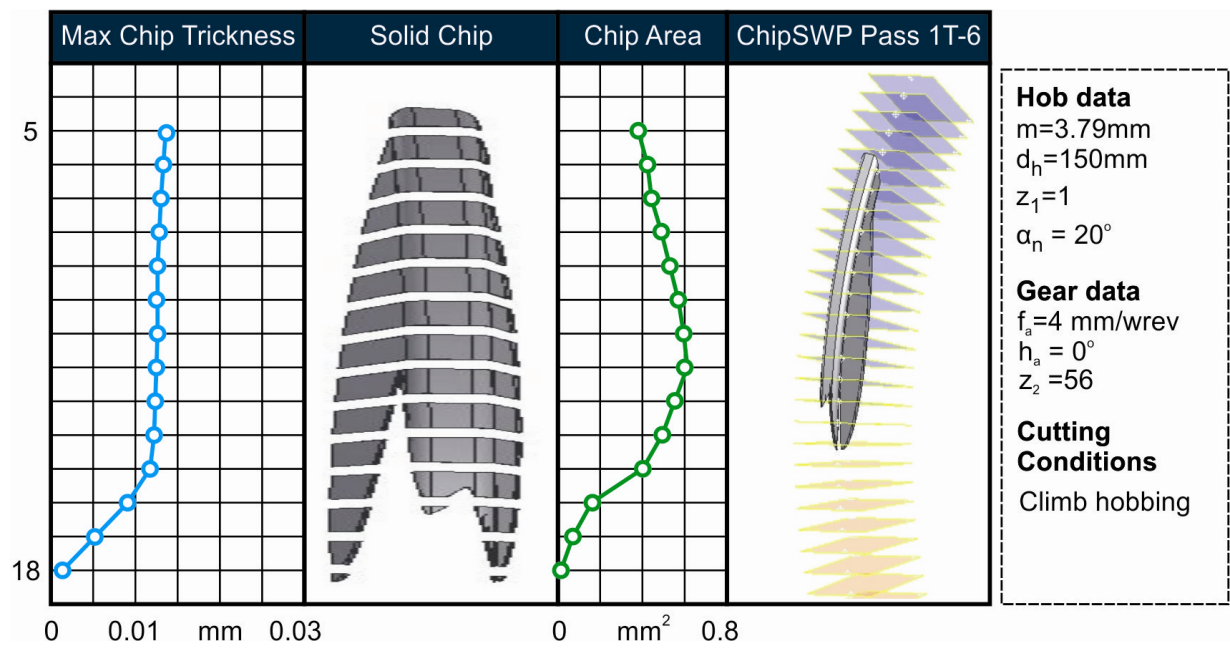 Max Chip Trickness
Solid Chip
Chip Area
ChipSWP Pass 1T-6
5
18
0
0.01
mm
0.03
0
mm²
0.8
Hob data
m=3.79mm
dₕ=150mm
z₁=1
αₙ = 20°
Gear data
fₐ=4 mm/wrev
hₐ = 0°
z₂ =56
Cutting
Conditions
Climb hobbing